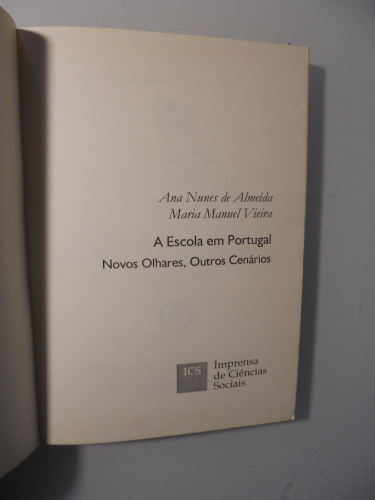 Ana Nunes de Almeida
Maria Manuel Vieira
A Escola em Portugal
Novos Olhares, Outros Cenários
ICS
Imprensa
de Ciências
Sociais